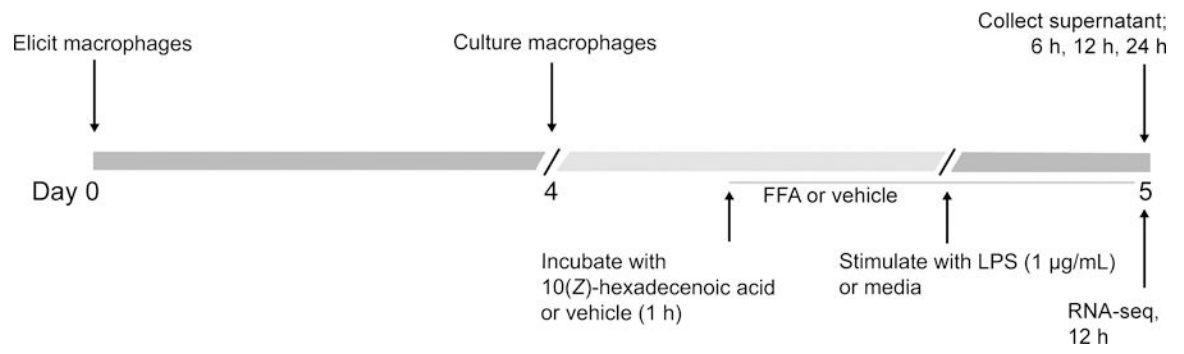 Elicit macrophages
Culture macrophages
Collect supernatant;
6 h, 12 h, 24 h
Day 0
4
5
FFA or vehicle
Incubate with
10(Z)-hexadecenoic acid
or vehicle (1 h)
Stimulate with LPS (1 µg/mL)
or media
RNA-seq,
12 h